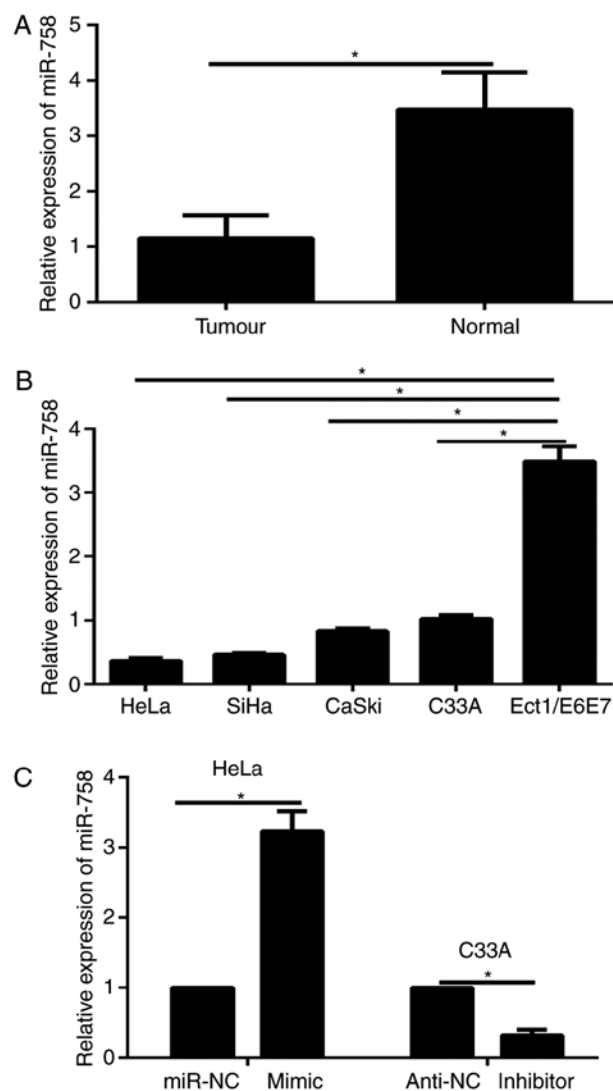 A
Relative expression of miR-758
5
4
3
2
1
0
*
Tumour Normal
B
Relative expression of miR-758
4
3
2
1
0
*
*
*
*
HeLa SiHa CaSki C33A Ect1/E6E7
C
Relative expression of miR-758
4
3
2
1
0
HeLa
*
C33A
*
miR-NC Mimic Anti-NC Inhibitor